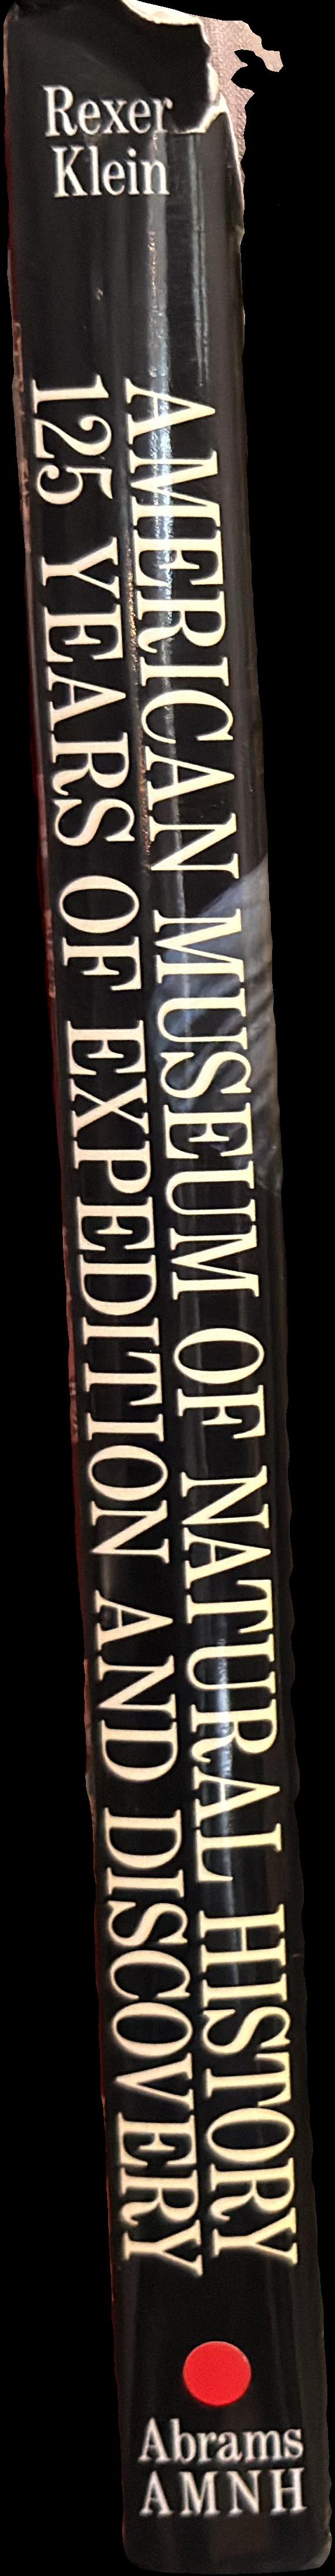 Rexer
Klein
AMERICAN MUSEUM OF NATURAL HISTORY
125 YEARS OF EXPEDITION AND DISCOVERY
Abrams
AMNH